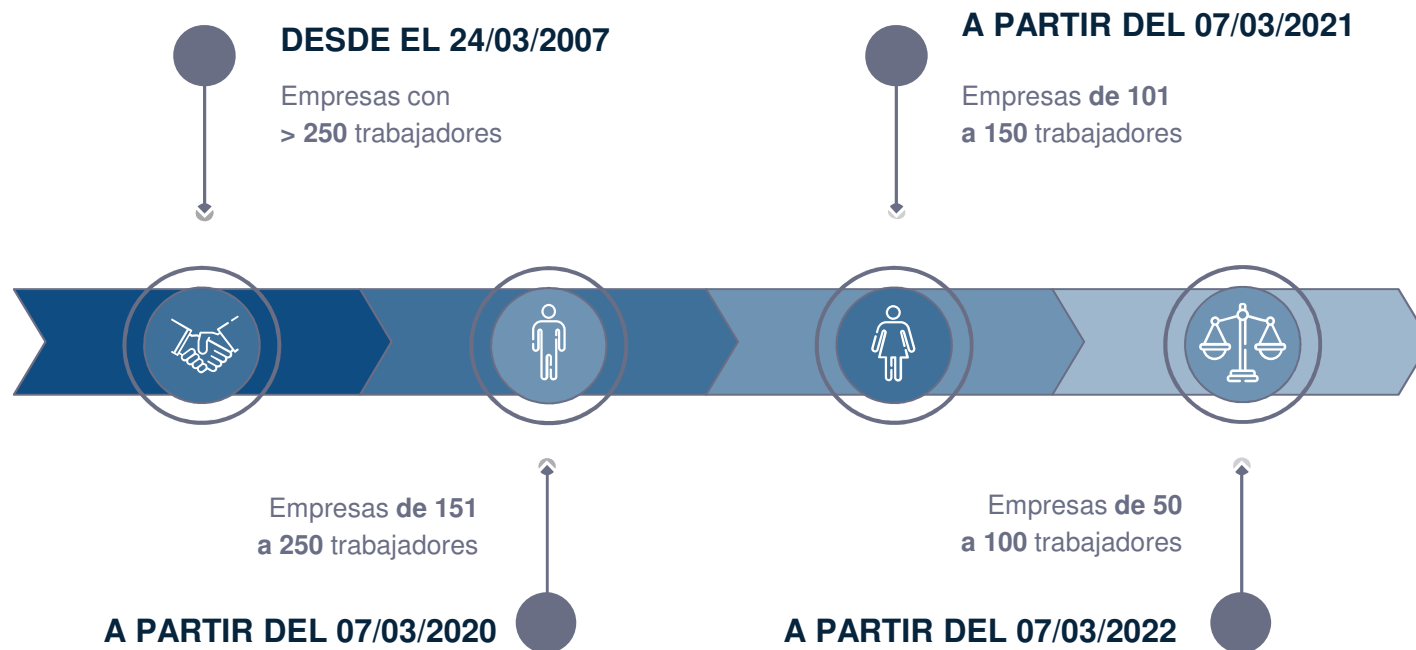 DESDE EL 24/03/2007
Empresas con
> 250 trabajadores
A PARTIR DEL 07/03/2021
Empresas de 101
a 150 trabajadores
Empresas de 151
a 250 trabajadores
A PARTIR DEL 07/03/2020
Empresas de 50
a 100 trabajadores
A PARTIR DEL 07/03/2022